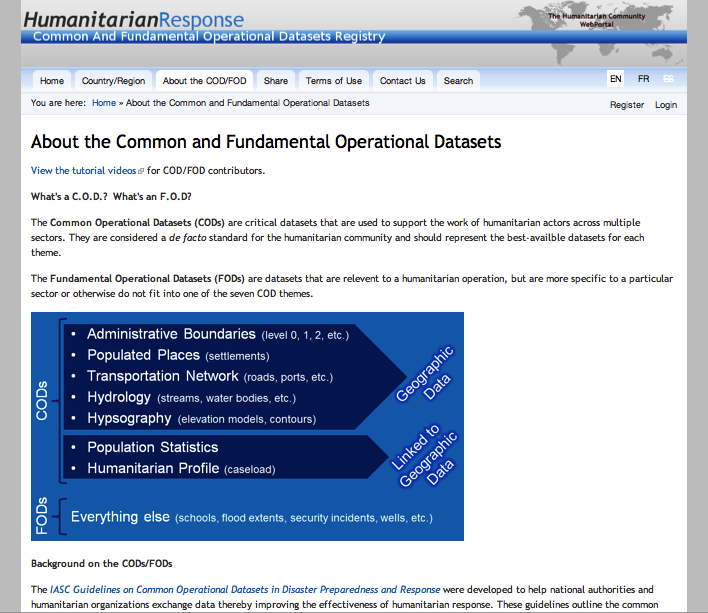 HumanitarianResponse
The Humanitarian Community
WebPortal
Common And Fundamental Operational Datasets Registry
Home Country/Region About the COD/FOD Share Terms of Use Contact Us Search EN FR ES
You are here: Home » About the Common and Fundamental Operational Datasets Register Login
About the Common and Fundamental Operational Datasets
View the tutorial videos for COD/FOD contributors.
What's a C.O.D.? What's an F.O.D?
The Common Operational Datasets (CODs) are critical datasets that are used to support the work of humanitarian actors across multiple
sectors. They are considered a de facto standard for the humanitarian community and should represent the best-availble datasets for each
theme.
The Fundamental Operational Datasets (FODs) are datasets that are relevent to a humanitarian operation, but are more specific to a particular
sector or otherwise do not fit into one of the seven COD themes.
CODs
• Administrative Boundaries (level 0, 1, 2, etc.)
• Populated Places (settlements)
• Transportation Network (roads, ports, etc.)
• Hydrology (streams, water bodies, etc.)
• Hypsography (elevation models, contours)
Geographic
Data
• Population Statistics
• Humanitarian Profile (caseload)
Linked to
Geographic
Data
FODs
Everything else (schools, flood extents, security incidents, wells, etc.)
Background on the CODs/FODs
The IASC Guidelines on Common Operational Datasets in Disaster Preparedness and Response were developed to help national authorities and
humanitarian organizations exchange data thereby improving the effectiveness of humanitarian response. These guidelines outline the common